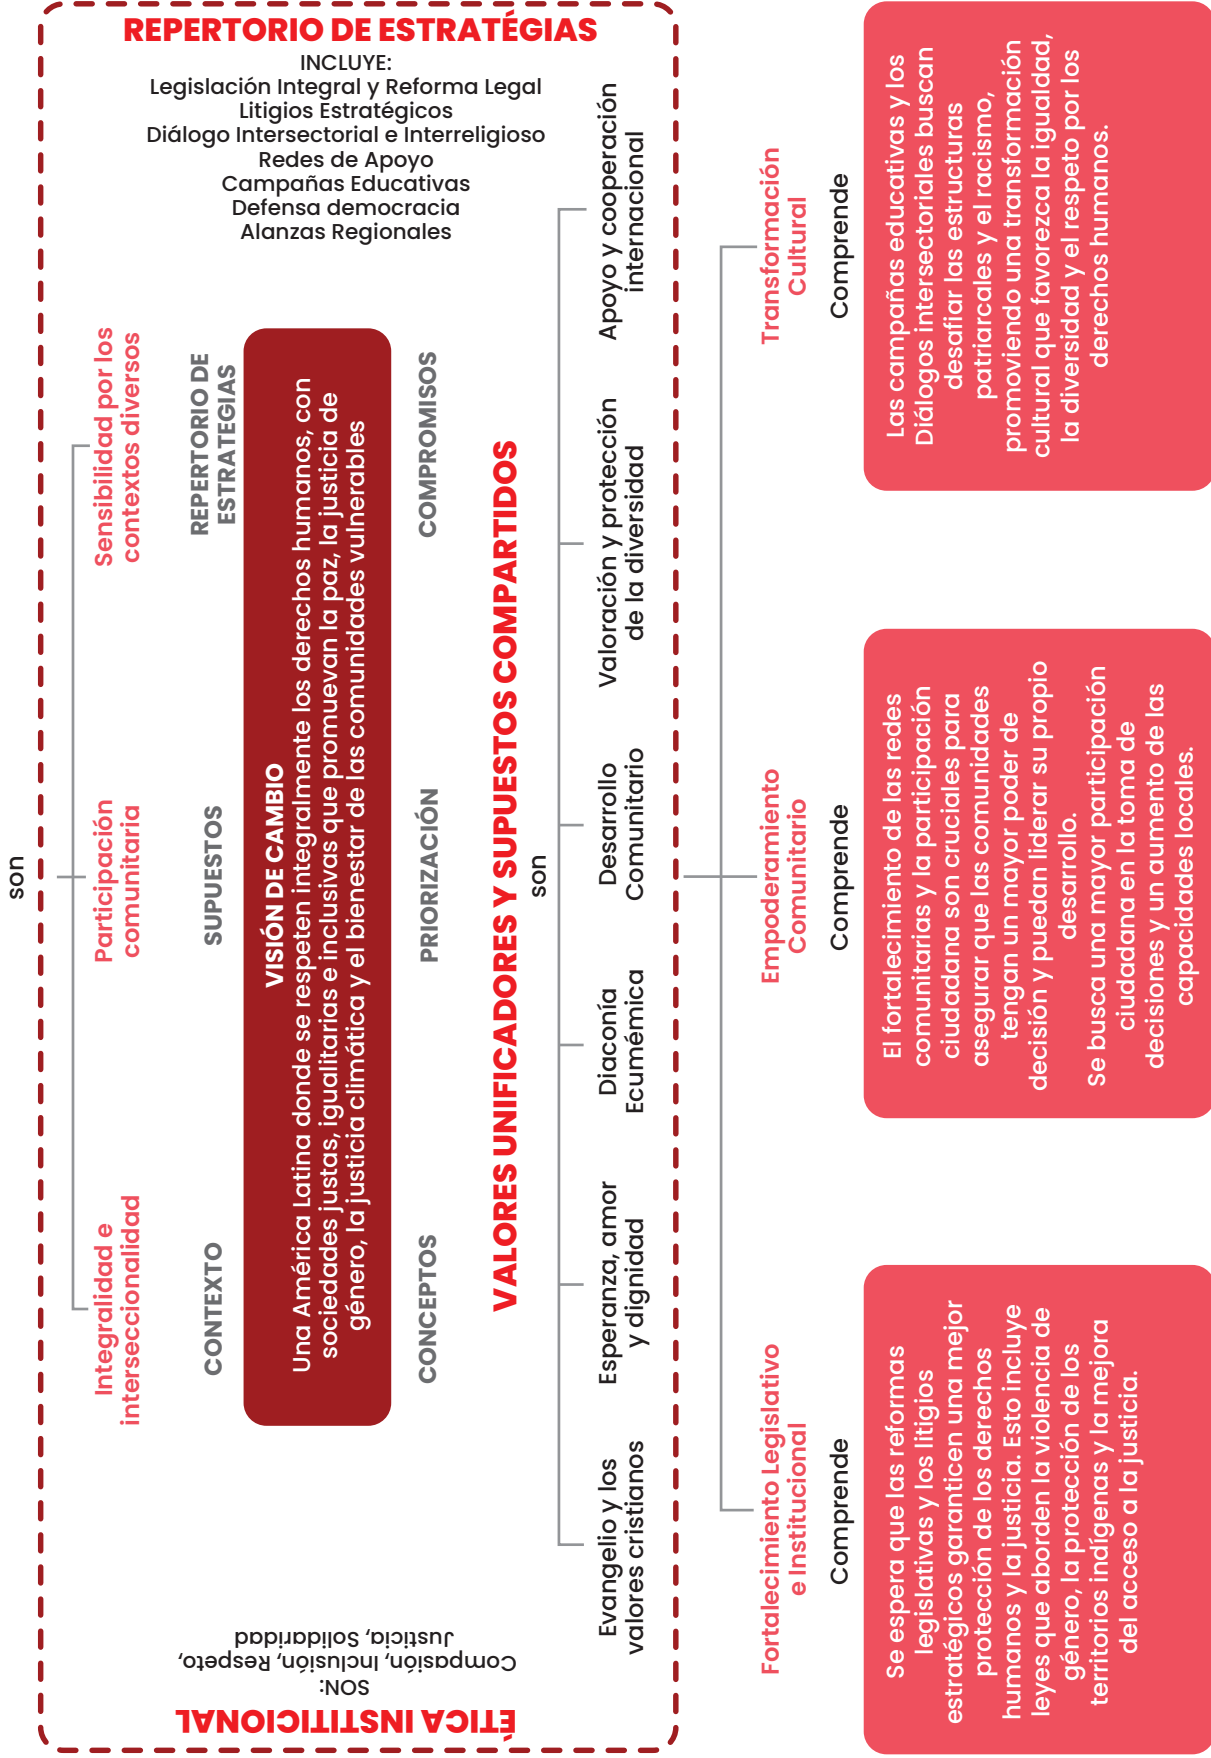 son
Integralidad e
interseccionalidad
Participación
comunitaria
Sensibilidad por los
contextos diversos
ÉTICA INSTITICIONAL
SON:
Compasión, Inclusión, Respeto,
Justicia, Solidaridad
CONTEXTO
SUPUESTOS
REPERTORIO DE
ESTRATEGIAS
VISIÓN DE CAMBIO
Una América Latina donde se respeten integralmente los derechos humanos, con
sociedades justas, igualitarias e inclusivas que promuevan la paz, la justicia de
género, la justicia climática y el bienestar de las comunidades vulnerables
CONCEPTOS
PRIORIZACIÓN
COMPROMISOS
REPERTORIO DE ESTRATÉGIAS
INCLUYE:
Legislación Integral y Reforma Legal
Litigios Estratégicos
Diálogo Intersectorial e Interreligioso
Redes de Apoyo
Campañas Educativas
Defensa democracia
Alanzas Regionales
VALORES UNIFICADORES Y SUPUESTOS COMPARTIDOS
son
Evangelio y los
valores cristianos
Esperanza, amor
y dignidad
Diaconía
Ecumémica
Desarrollo
Comunitario
Valoración y protección
de la diversidad
Apoyo y cooperación
internacional
Fortalecimiento Legislativo
e Institucional
Comprende
Se espera que las reformas
legislativas y los litigios
estratégicos garanticen una mejor
protección de los derechos
humanos y la justicia. Esto incluye
leyes que aborden la violencia de
género, la protección de los
territorios indígenas y la mejora
del acceso a la justicia.
Empoderamiento
Comunitario
Comprende
El fortalecimiento de las redes
comunitarias y la participación
ciudadana son cruciales para
asegurar que las comunidades
tengan un mayor poder de
decisión y puedan liderar su propio
desarrollo.
Se busca una mayor participación
ciudadana en la toma de
decisiones y un aumento de las
capacidades locales.
Transformación
Cultural
Comprende
Las campañas educativas y los
Diálogos intersectoriales buscan
desafiar las estructuras
patriarcales y el racismo,
promoviendo una transformación
cultural que favorezca la igualdad,
la diversidad y el respeto por los
derechos humanos.